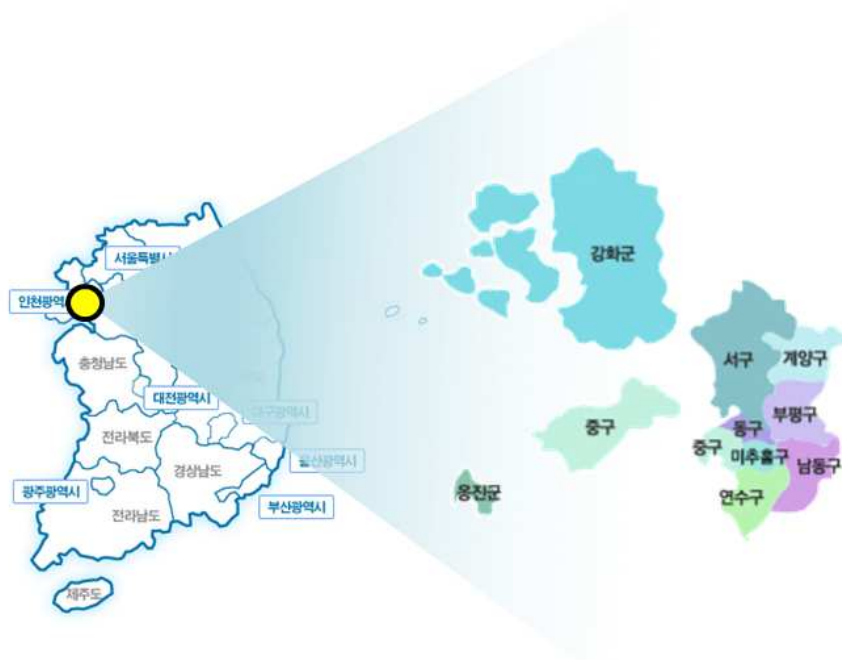 서울특별시
인천광역
충청남도
대전광역시
대구광역시
전라북도
경상남도
울산광역시
광주광역시
전라남도
부산광역시
제주도
강화군
서구
계양구
부평구
중구
동구
중구
미추홀구
남동구
옹진군
연수구